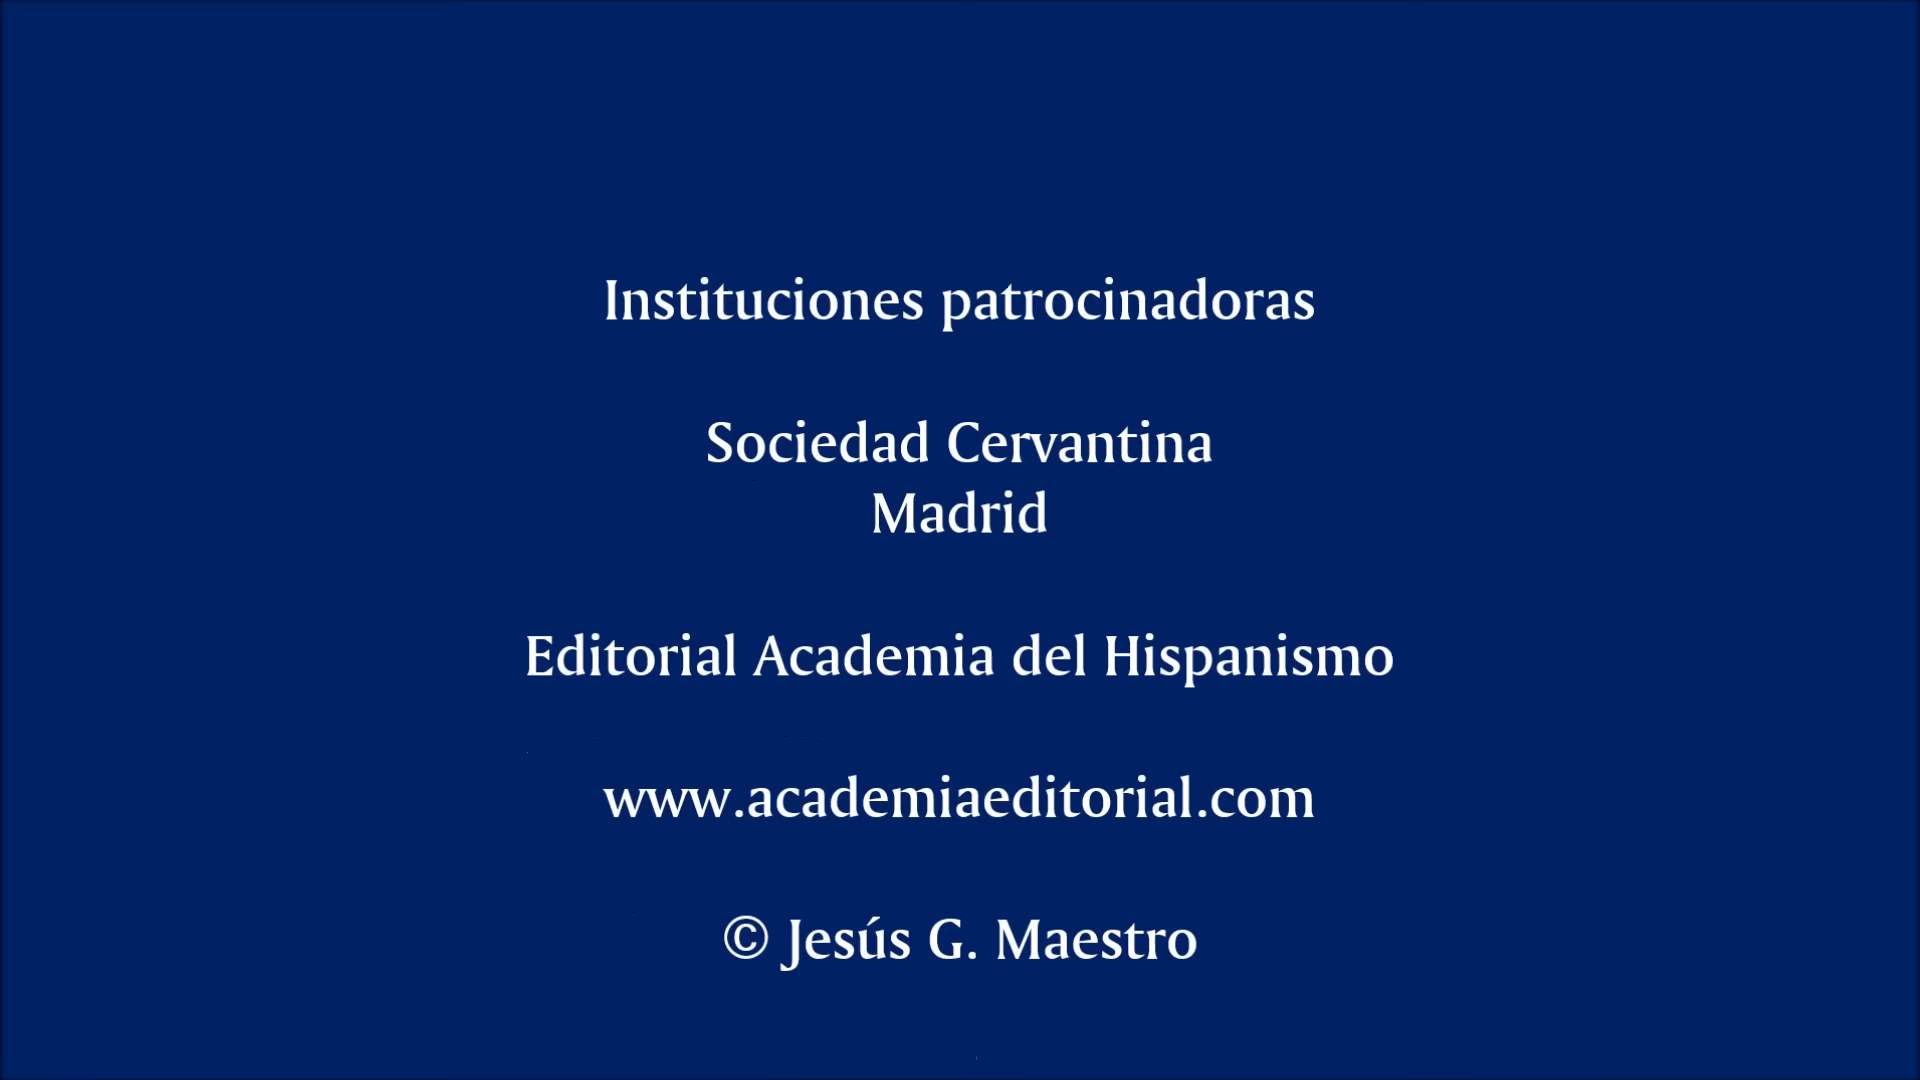 Instituciones patrocinadoras
Sociedad Cervantina
Madrid
Editorial Academia del Hispanismo
www.academiaeditorial.com
© Jesús G. Maestro